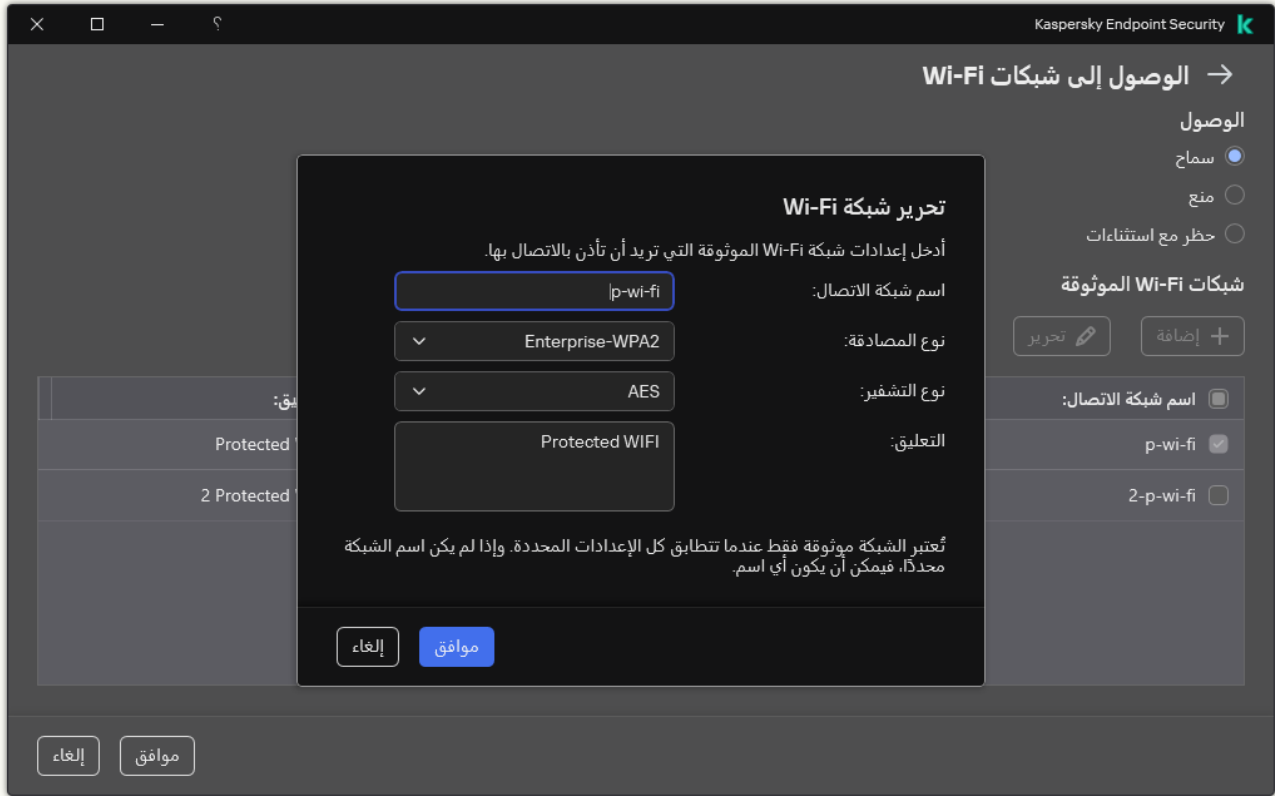 Kaspersky Endpoint Security
؟
الوصول إلى شبكات Wi-Fi
الوصول
سماح
منع
حظر مع استثناءات
شبكات Wi-Fi الموثوقة
إضافة
تحرير
اسم شبكة الاتصال:
p-wi-fi
Protected
2-p-wi-fi
2 Protected
تحرير شبكة Wi-Fi
أدخل إعدادات شبكة Wi-Fi الموثوقة التي تريد أن تأذن بالاتصال بها.
اسم شبكة الاتصال: p-wi-fi
نوع المصادقة: Enterprise-WPA2
نوع التشفير: AES
التعليق: Protected WIFI
تُعتبر الشبكة موثوقة فقط عندما تتطابق كل الإعدادات المحددة. وإذا لم يكن اسم الشبكة
محددًا، فيمكن أن يكون أي اسم.
موافق
إلغاء
موافق
إلغاء